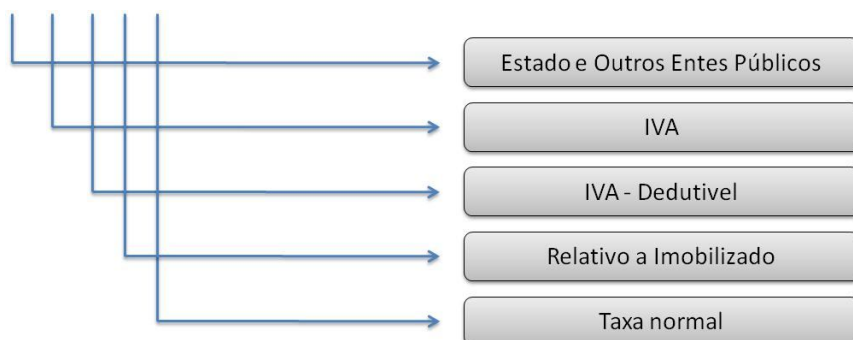 Estado e Outros Entes Públicos
IVA
IVA - Dedutivel
Relativo a Imobilizado
Taxa normal